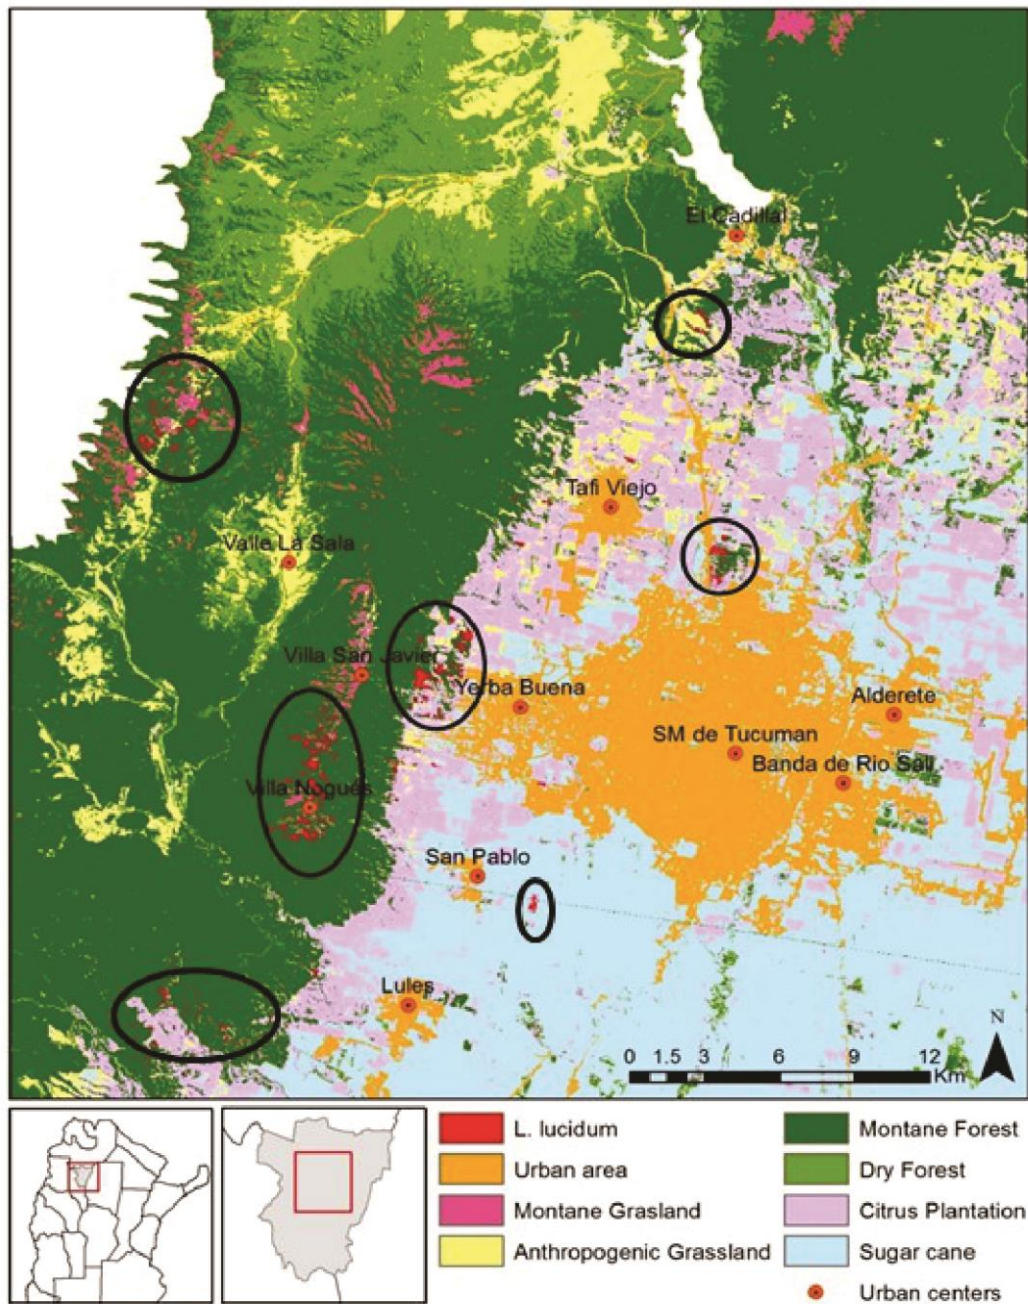 El Cadillal
Tafi Viejo
Valle La Sala
Villa San Javier
Yerba Buena
Alderete
SM de Tucuman
Banda de Rio Sali
Villa Nogués
San Pablo
Lules
N
0 1.5 3 6 9 12
Km
L. lucidum
Urban area
Montane Grasland
Anthropogenic Grassland
Montane Forest
Dry Forest
Citrus Plantation
Sugar cane
Urban centers